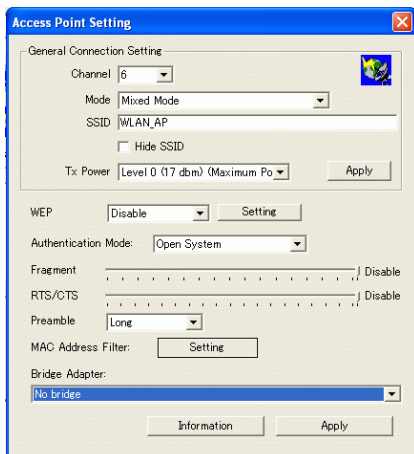 Access Point Setting
General Connection Setting
Channel 6
Mode Mixed Mode
SSID WLAN_AP
Hide SSID
Tx Power Level 0 (17 dbm) (Maximum Po Apply
WEP Disable Setting
Authentication Mode: Open System
Fragment Disable
RTS/CTS Disable
Preamble Long
MAC Address Filter: Setting
Bridge Adapter:
No bridge
Information Apply